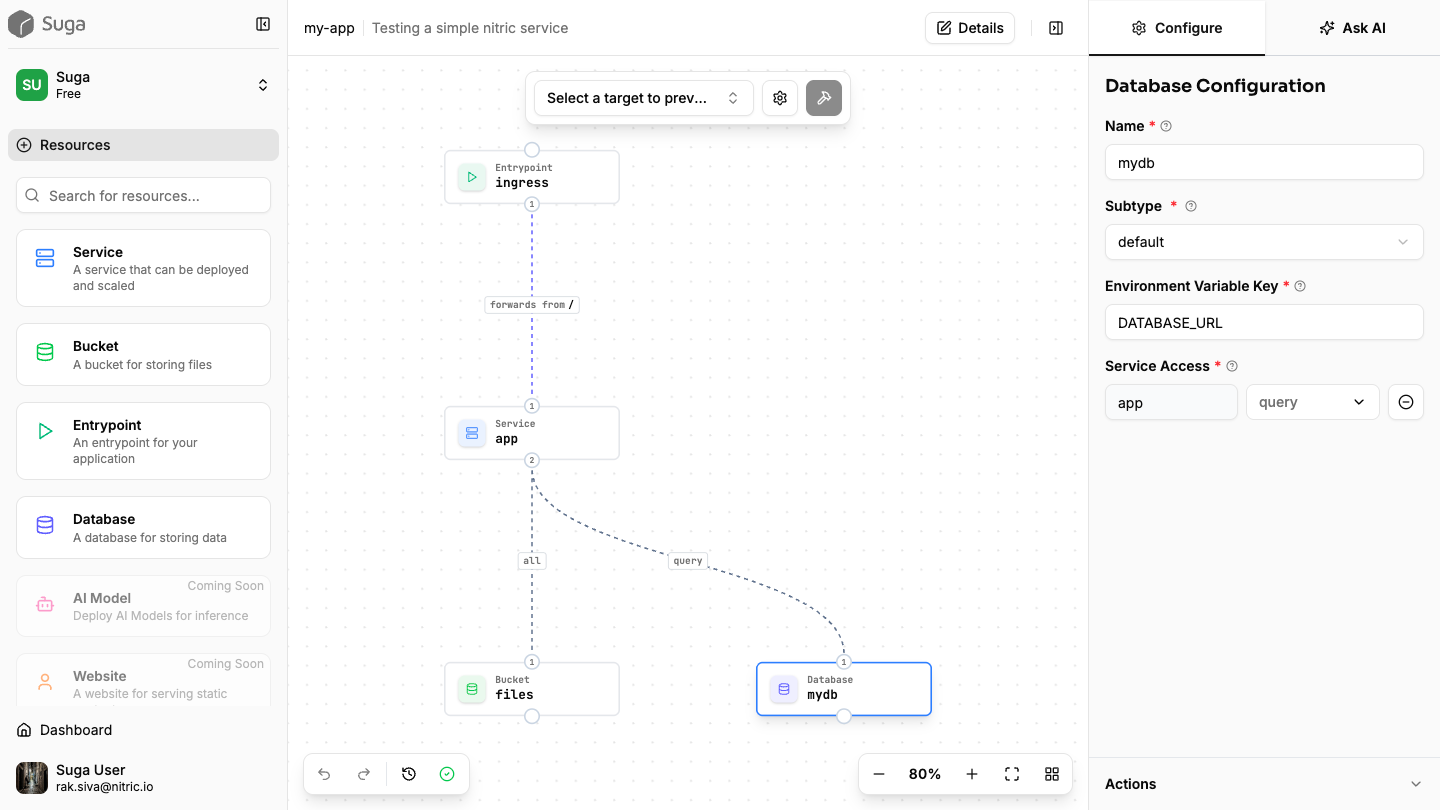 Suga
SU
Suga
Free
Resources
Search for resources...
Service
A service that can be deployed
and scaled
Bucket
A bucket for storing files
Entrypoint
An entrypoint for your
application
Database
A database for storing data
Coming Soon
AI Model
Deploy AI Models for inference
Coming Soon
Website
A website for serving static
Dashboard
Suga User
rak.siva@nitric.io
my-app
Testing a simple nitric service
Details
Select a target to prev...
Entrypoint
ingress
1
forwards from /
1
Service
app
2
all
query
1
Bucket
files
1
Database
mydb
80%
Configure
Ask AI
Database Configuration
Name *
mydb
Subtype *
default
Environment Variable Key *
DATABASE_URL
Service Access *
app
query
Actions